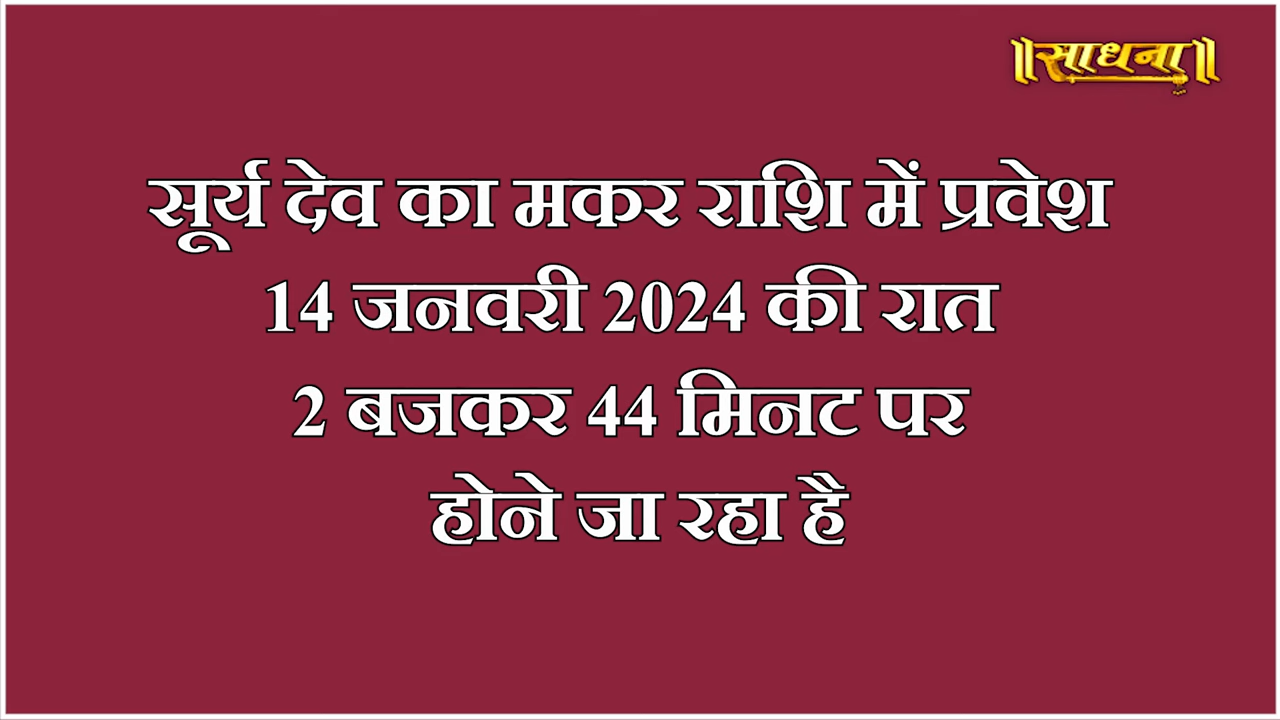 ॥साधना॥
सूर्य देव का मकर राशि में प्रवेश
14 जनवरी 2024 की रात
2 बजकर 44 मिनट पर
होने जा रहा है